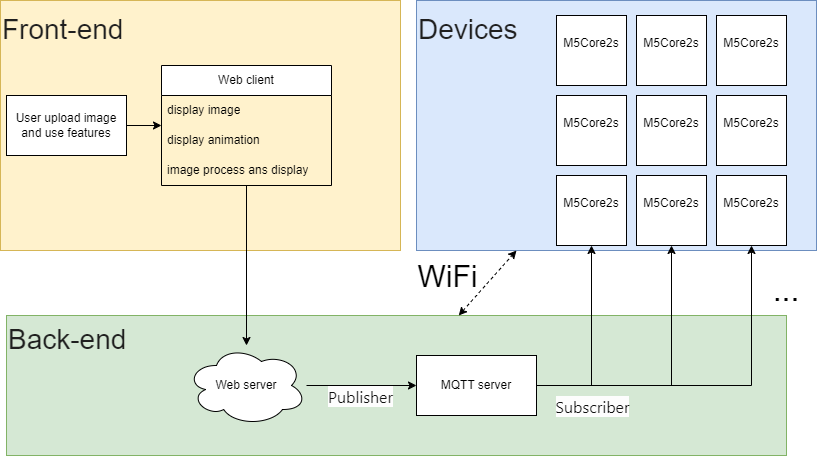 Front-end
User upload image
and use features
Web client
display image
display animation
image process ans display
Devices
M5Core2s
M5Core2s
M5Core2s
M5Core2s
M5Core2s
M5Core2s
M5Core2s
M5Core2s
M5Core2s
WiFi
...
Back-end
Web server
Publisher
MQTT server
Subscriber